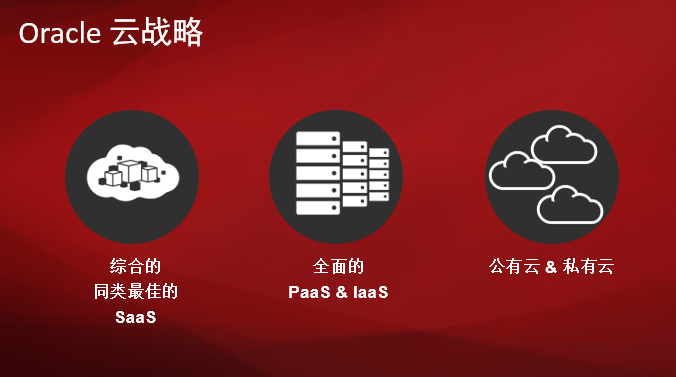 Oracle 云战略
综合的
同类最佳的
SaaS
全面的
PaaS & IaaS
公有云 & 私有云